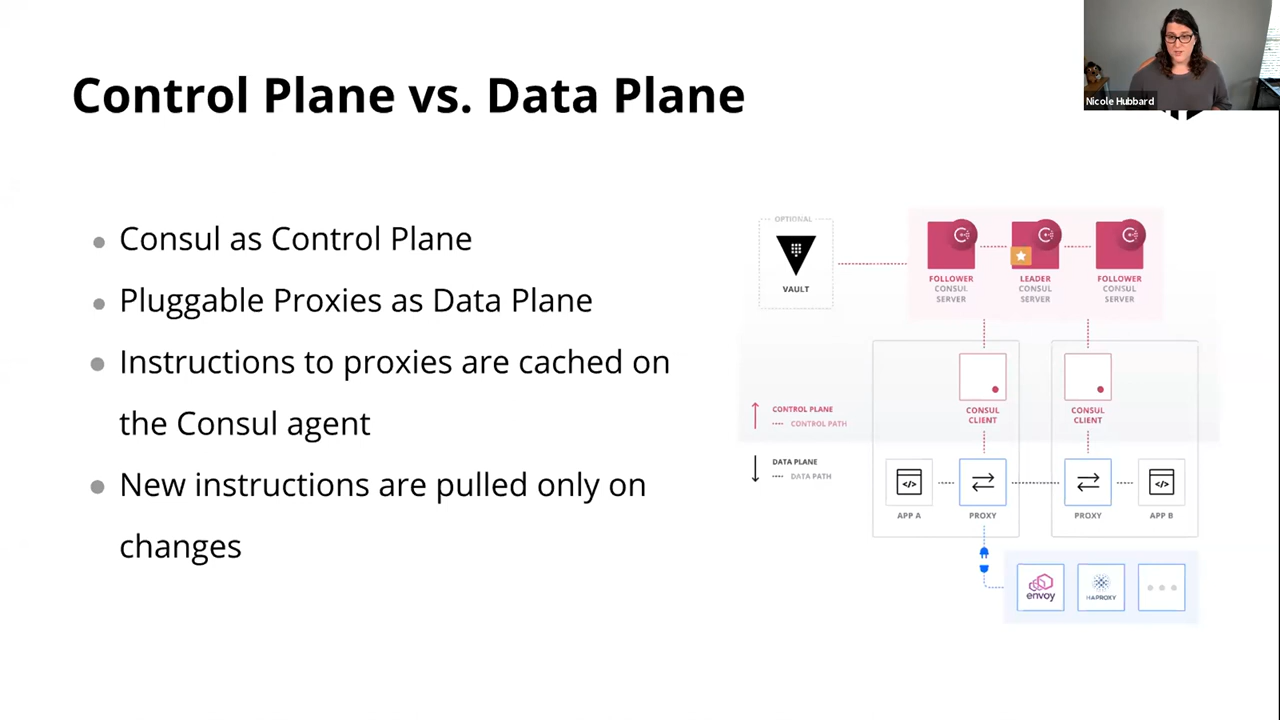 Nicole Hubbard
Control Plane vs. Data Plane
Consul as Control Plane
Pluggable Proxies as Data Plane
Instructions to proxies are cached on
the Consul agent
New instructions are pulled only on
changes
OPTIONAL
VAULT
FOLLOWER
CONSUL
SERVER
LEADER
CONSUL
SERVER
FOLLOWER
CONSUL
SERVER
CONSUL
CLIENT
CONSUL
CLIENT
CONTROL PLANE
CONTROL PATH
DATA PLANE
DATA PATH
APP A
PROXY
PROXY
APP B
envoy
HAPROXY